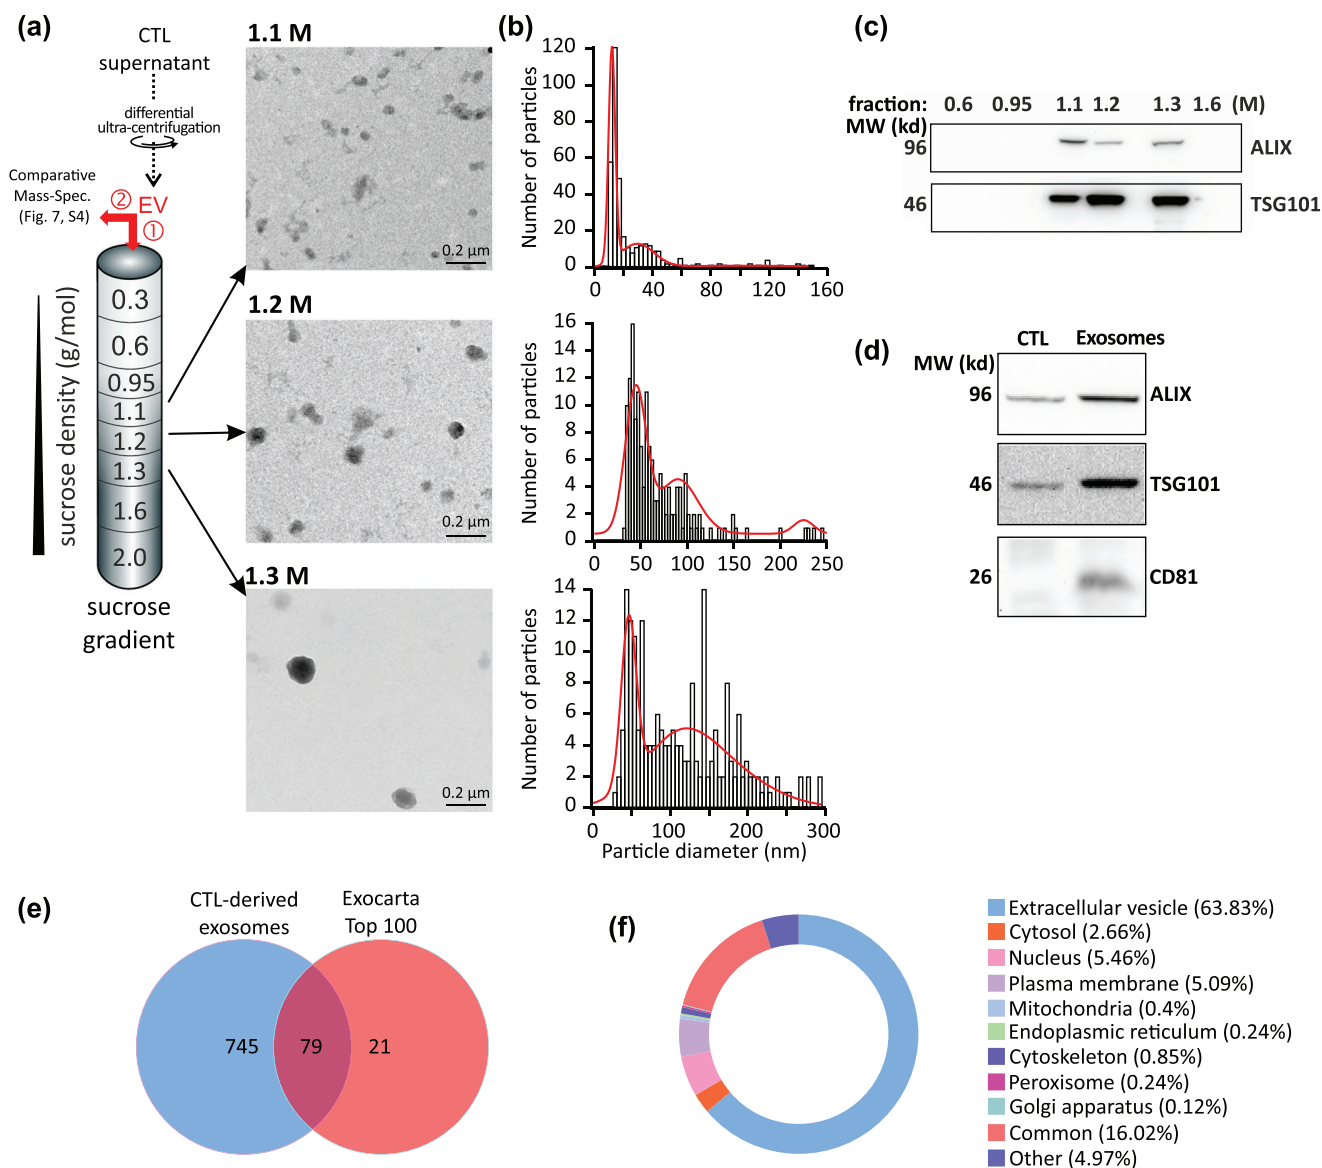 (a)
CTL
supernatant
differential
ultra-centrifugation
Comparative
Mass-Spec.
(Fig. 7, S4)
② EV
①
sucrose density (g/mol)
0.3
0.6
0.95
1.1
1.2
1.3
1.6
2.0
sucrose
gradient
1.1 M
0.2 µm
1.2 M
0.2 µm
1.3 M
0.2 µm
(b)
Number of particles
120
100
80
60
40
20
0
0 40 80 120 160
Number of particles
16
14
12
10
8
6
4
2
0
0 50 100 150 200 250
Number of particles
14
12
10
8
6
4
2
0
0 100 200 300
Particle diameter (nm)
(c)
fraction: 0.6 0.95 1.1 1.2 1.3 1.6 (M)
MW (kd)
96 ALIX
46 TSG101
(d)
CTL Exosomes
MW (kd)
96 ALIX
46 TSG101
26 CD81
(e)
CTL-derived
exosomes
Exocarta
Top 100
745 79 21
(f)
Extracellular vesicle (63.83%)
Cytosol (2.66%)
Nucleus (5.46%)
Plasma membrane (5.09%)
Mitochondria (0.4%)
Endoplasmic reticulum (0.24%)
Cytoskeleton (0.85%)
Peroxisome (0.24%)
Golgi apparatus (0.12%)
Common (16.02%)
Other (4.97%)